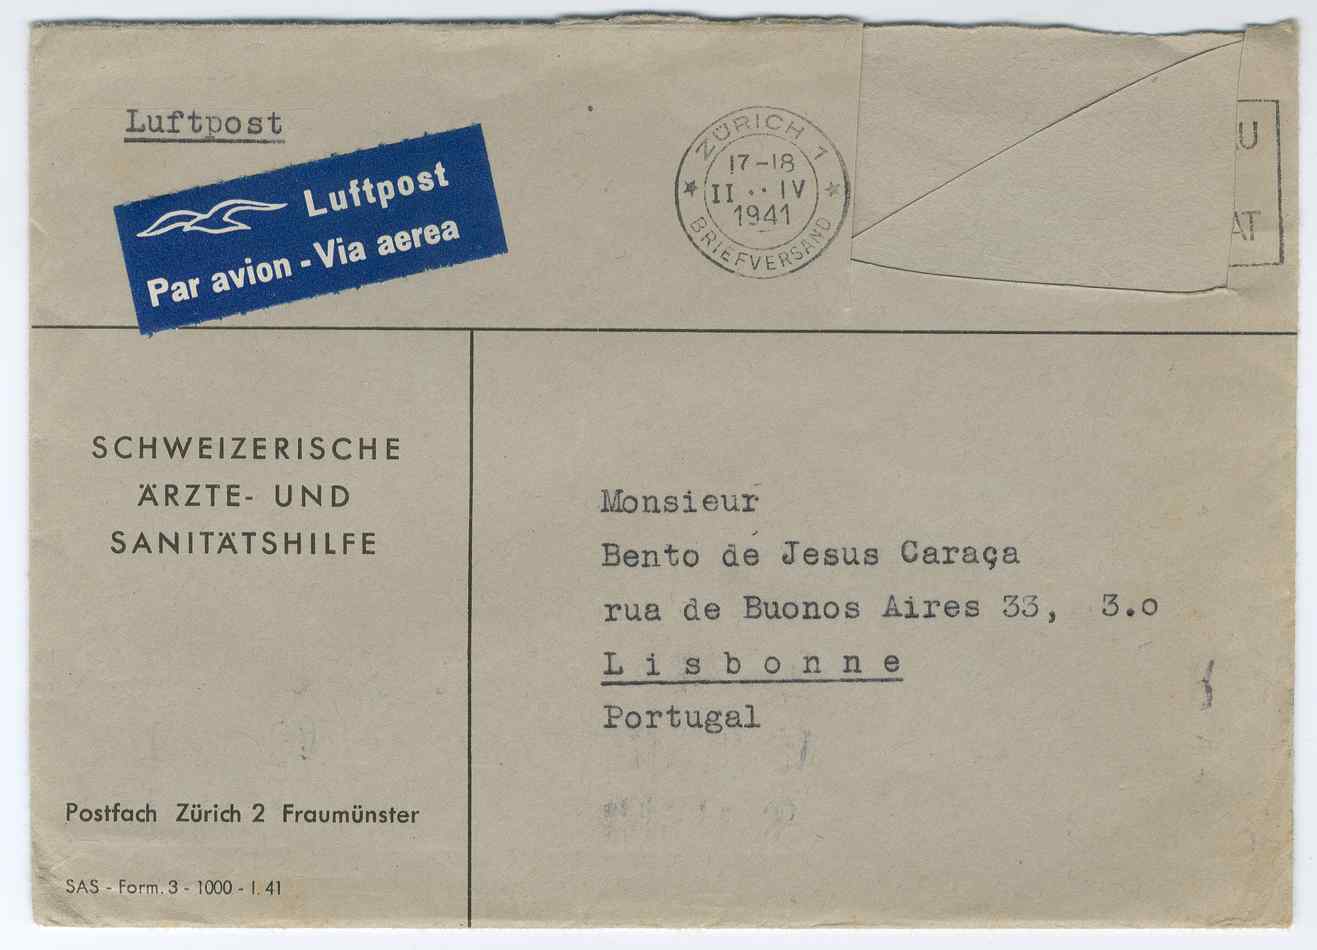 Luftpost
Luftpost
Par avion - Via aerea
ZÜRICH 1
17-18
II·· IV
1941
BRIEFVERSAND
SCHWEIZERISCHE
ÄRZTE- UND
SANITÄTSHILFE
Monsieur
Bento de Jesus Caraça
rua de Buonos Aires 33, 3.o
Lisbonne
Portugal
Postfach Zürich 2 Fraumünster
SAS - Form. 3 - 1000 - I. 41